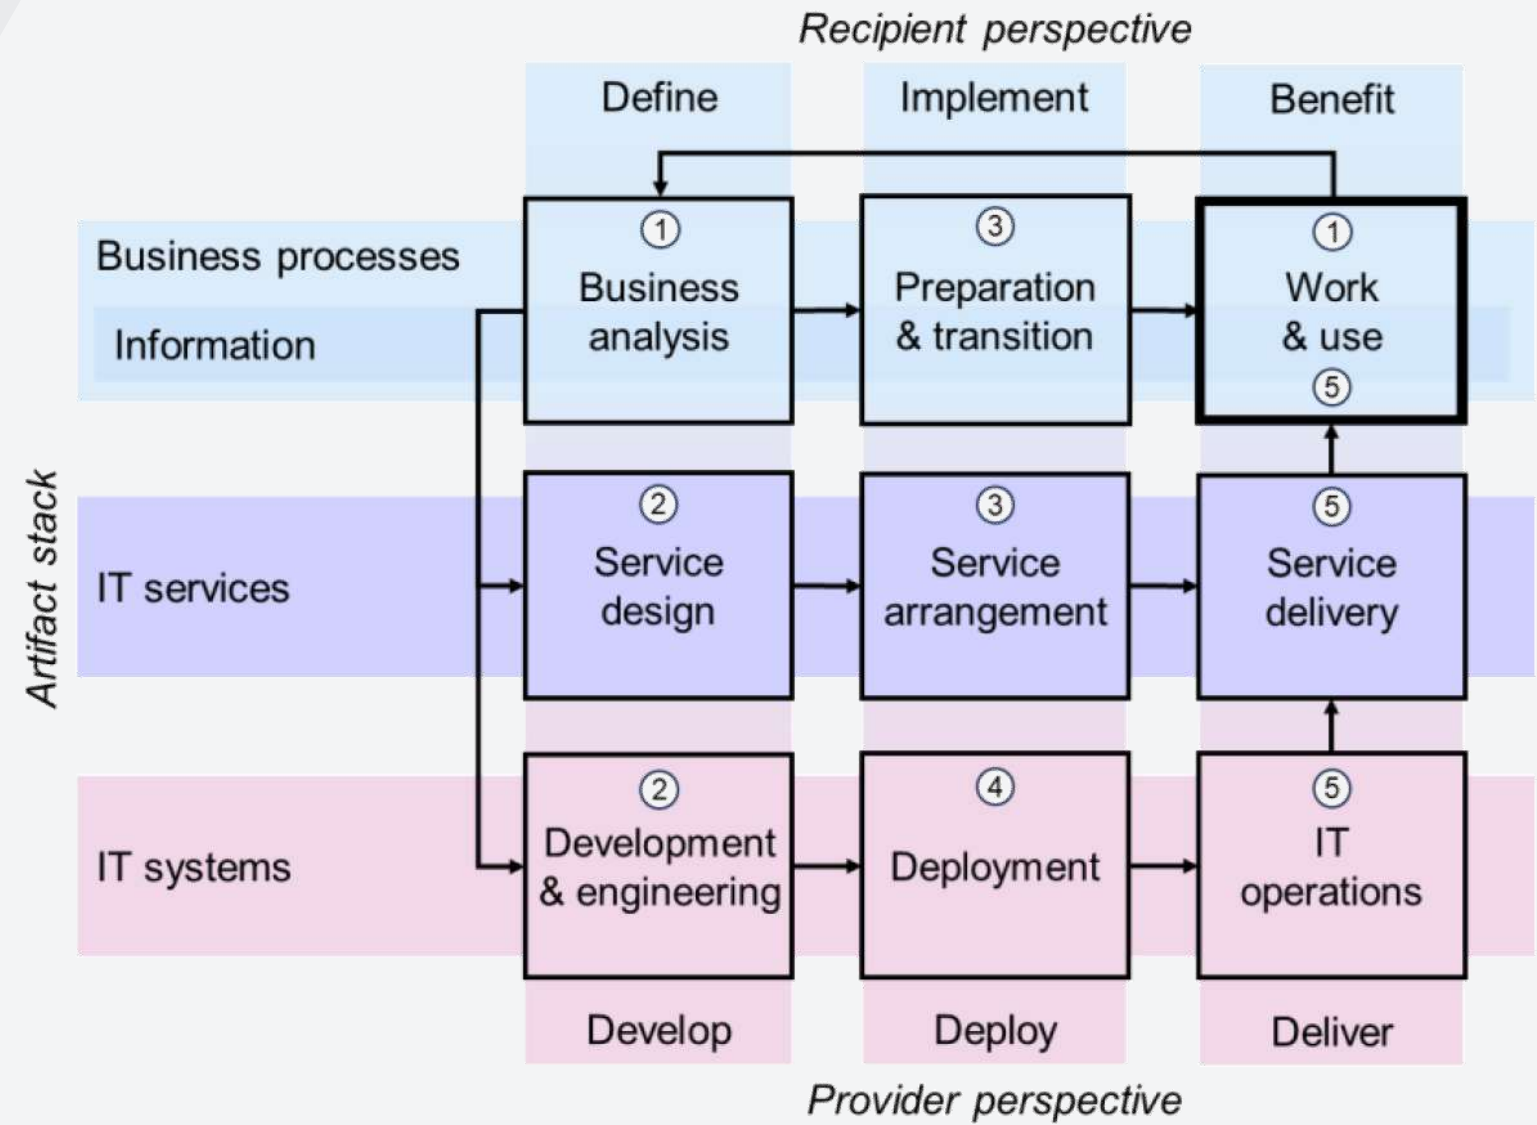 Recipient perspective
Define
Implement
Benefit
Business processes
Information
①
Business
analysis
③
Preparation
& transition
①
Work
& use
⑤
Artifact stack
IT services
②
Service
design
③
Service
arrangement
⑤
Service
delivery
IT systems
②
Development
& engineering
④
Deployment
⑤
IT
operations
Develop
Deploy
Deliver
Provider perspective